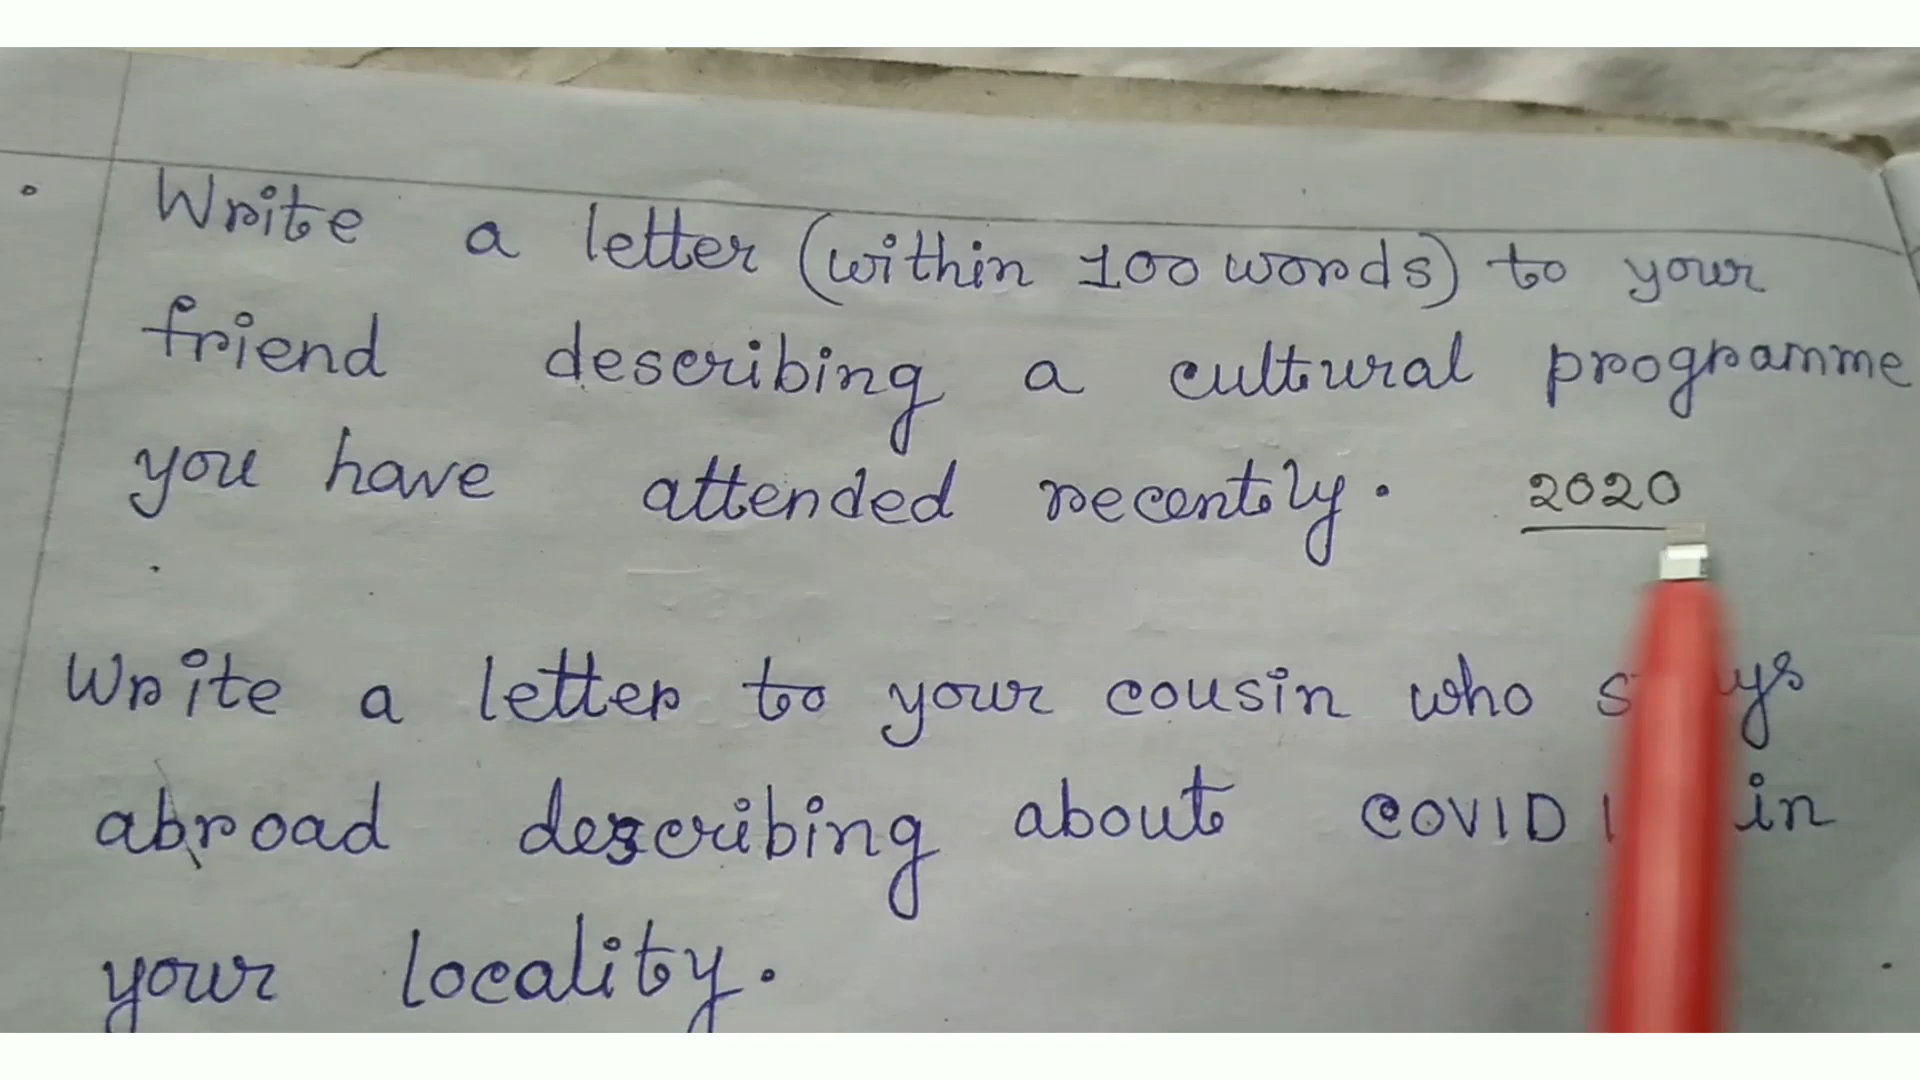 Write a letter (within 100 words) to your
friend describing a cultural programme
you have attended recently. 2020
Write a letter to your cousin who
abroad describing about COVID in
your locality.